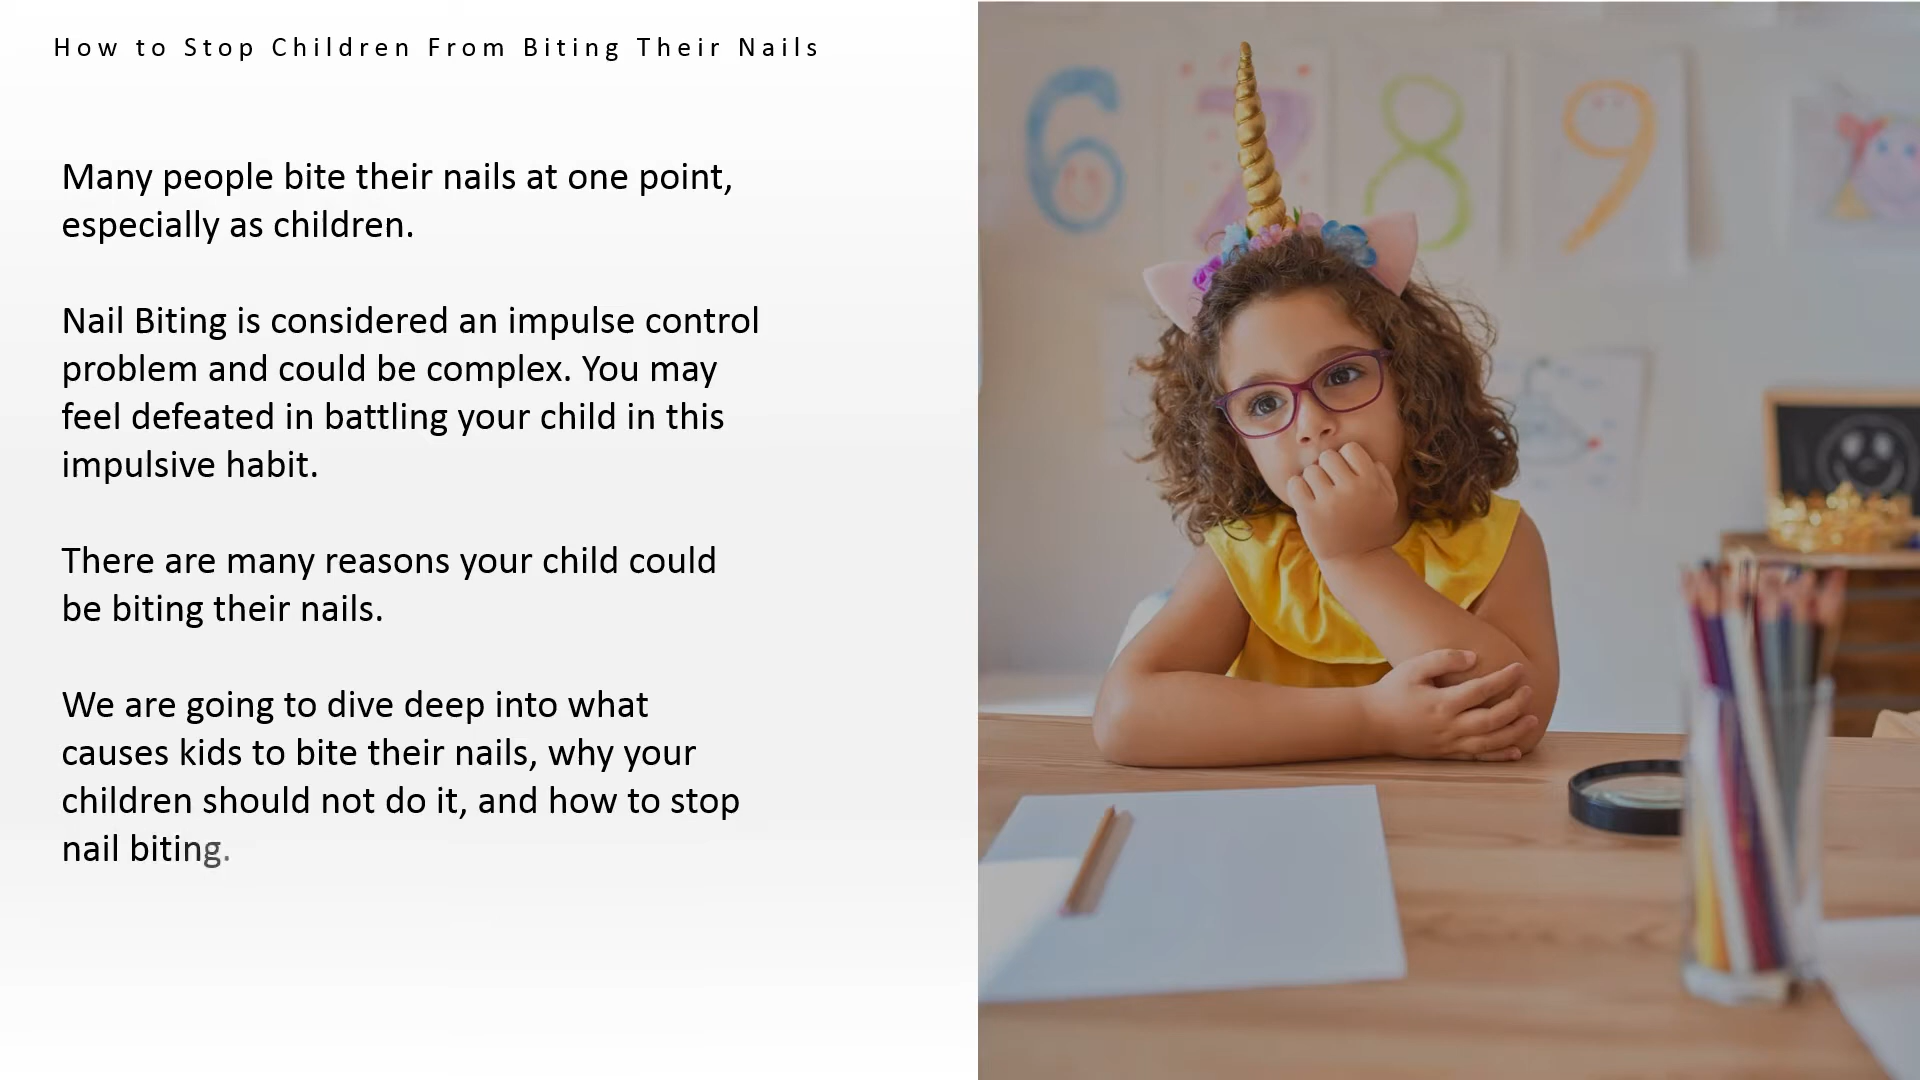 How to Stop Children From Biting Their Nails
Many people bite their nails at one point,
especially as children.
Nail Biting is considered an impulse control
problem and could be complex. You may
feel defeated in battling your child in this
impulsive habit.
There are many reasons your child could
be biting their nails.
We are going to dive deep into what
causes kids to bite their nails, why your
children should not do it, and how to stop
nail biting.
6 7 8 9